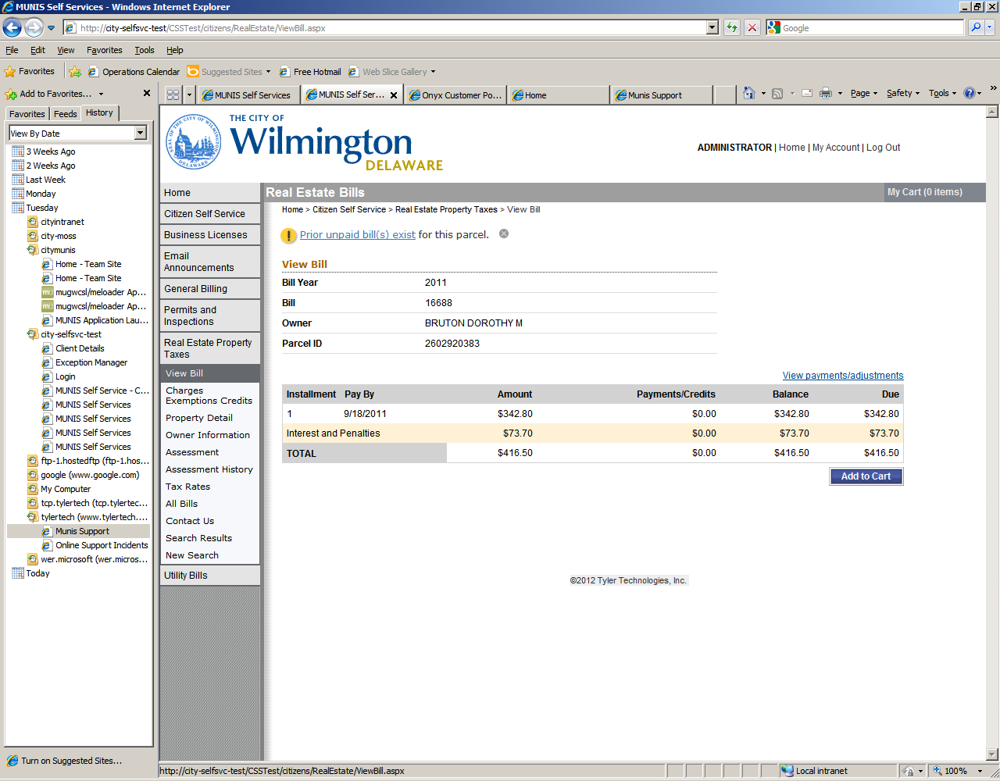 MUNIS Self Services - Windows Internet Explorer
http://city-selfsvc-test/CSSTest/citizens/RealEstate/ViewBill.aspx
Google
File Edit View Favorites Tools Help
Favorites Operations Calendar Suggested Sites Free Hotmail Web Slice Gallery
Add to Favorites...
MUNIS Self Services MUNIS Self Ser... Onyx Customer Po... Home Munis Support Page Safety Tools
Favorites Feeds History
View By Date
3 Weeks Ago
2 Weeks Ago
Last Week
Monday
Tuesday
cityintranet
city-moss
citymunis
Home - Team Site
Home - Team Site
mugwcsl/meloader Ap...
mugwcsl/meloader Ap...
MUNIS Application Lau...
city-selfsvc-test
Client Details
Exception Manager
Login
MUNIS Self Service - C...
MUNIS Self Services
MUNIS Self Services
MUNIS Self Services
MUNIS Self Services
ftp-1.hostedftp (ftp-1.hos...
google (www.google.com)
My Computer
tcp.tylertech (tcp.tylertec...
tylertech (www.tylertech....
Munis Support
Online Support Incidents
wer.microsoft (wer.micros...
Today
Turn on Suggested Sites...
THE CITY OF
Wilmington
DELAWARE
ADMINISTRATOR | Home | My Account | Log Out
Home
Citizen Self Service
Business Licenses
Email
Announcements
General Billing
Permits and
Inspections
Real Estate Property
Taxes
View Bill
Charges
Exemptions Credits
Property Detail
Owner Information
Assessment
Assessment History
Tax Rates
All Bills
Contact Us
Search Results
New Search
Utility Bills
Real Estate Bills My Cart (0 items)
Home > Citizen Self Service > Real Estate Property Taxes > View Bill
Prior unpaid bill(s) exist for this parcel.
View Bill
Bill Year 2011
Bill 16688
Owner BRUTON DOROTHY M
Parcel ID 2602920383
View payments/adjustments
Installment Pay By Amount Payments/Credits Balance Due
1 9/18/2011 $342.80 $0.00 $342.80 $342.80
Interest and Penalties $73.70 $0.00 $73.70 $73.70
TOTAL $416.50 $0.00 $416.50 $416.50
Add to Cart
©2012 Tyler Technologies, Inc.
http://city-selfsvc-test/CSSTest/citizens/RealEstate/ViewBill.aspx Local intranet 100%